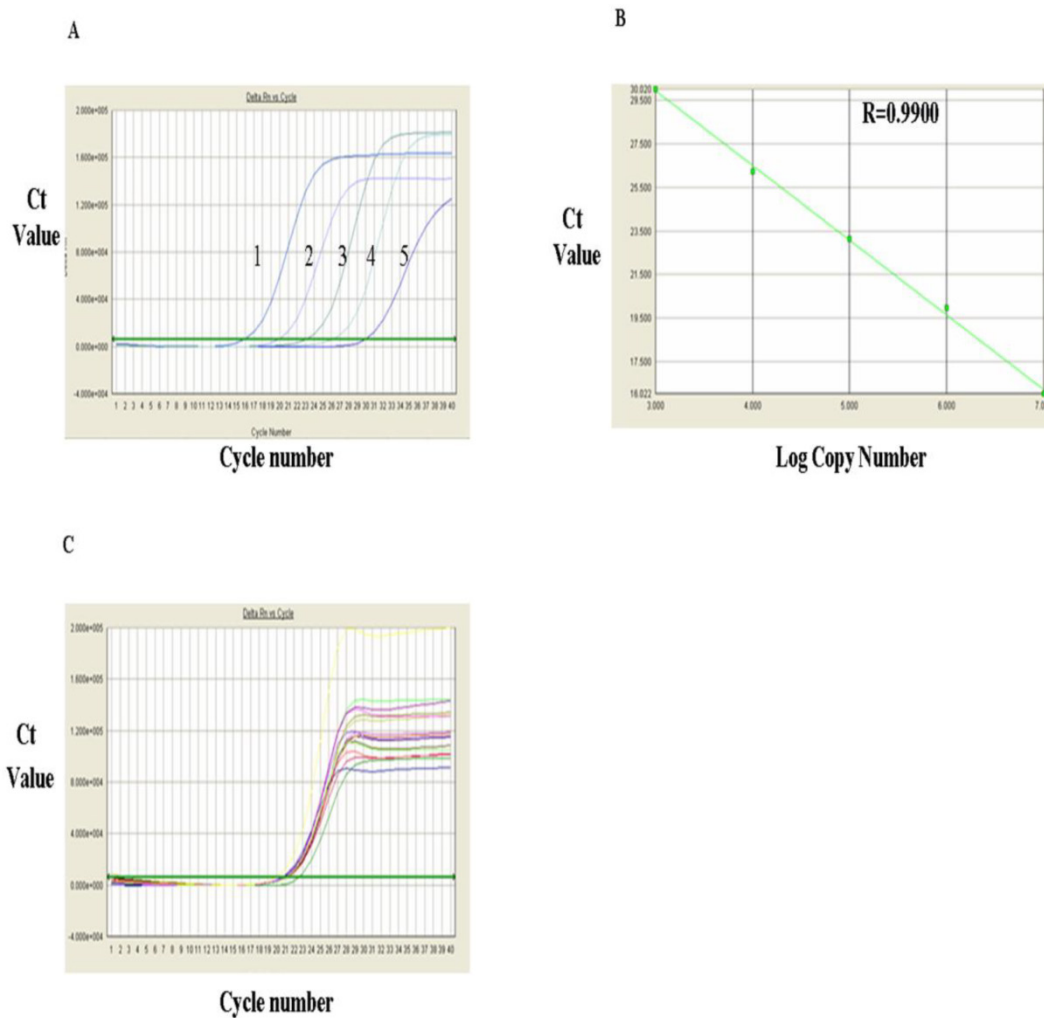 A
Delta Rn vs Cycle
2.000e+005
1.600e+005
1.200e+005
8.000e+004
4.000e+004
0.000e+000
-4.000e+004
Ct
Value
1 2 3 4 5
1 2 3 4 5 6 7 8 9 10 11 12 13 14 15 16 17 18 19 20 21 22 23 24 25 26 27 28 29 30 31 32 33 34 35 36 37 38 39 40
Cycle Number
Cycle number
B
30.020
29.500
27.500
25.500
23.500
21.500
19.500
17.500
16.022
R=0.9900
Ct
Value
3.000 4.000 5.000 6.000
Log Copy Number
C
Delta Rn vs Cycle
2.000e+005
1.600e+005
1.200e+005
8.000e+004
4.000e+004
0.000e+000
-4.000e+004
Ct
Value
1 2 3 4 5 6 7 8 9 10 11 12 13 14 15 16 17 18 19 20 21 22 23 24 25 26 27 28 29 30 31 32 33 34 35 36 37 38 39 40
Cycle number